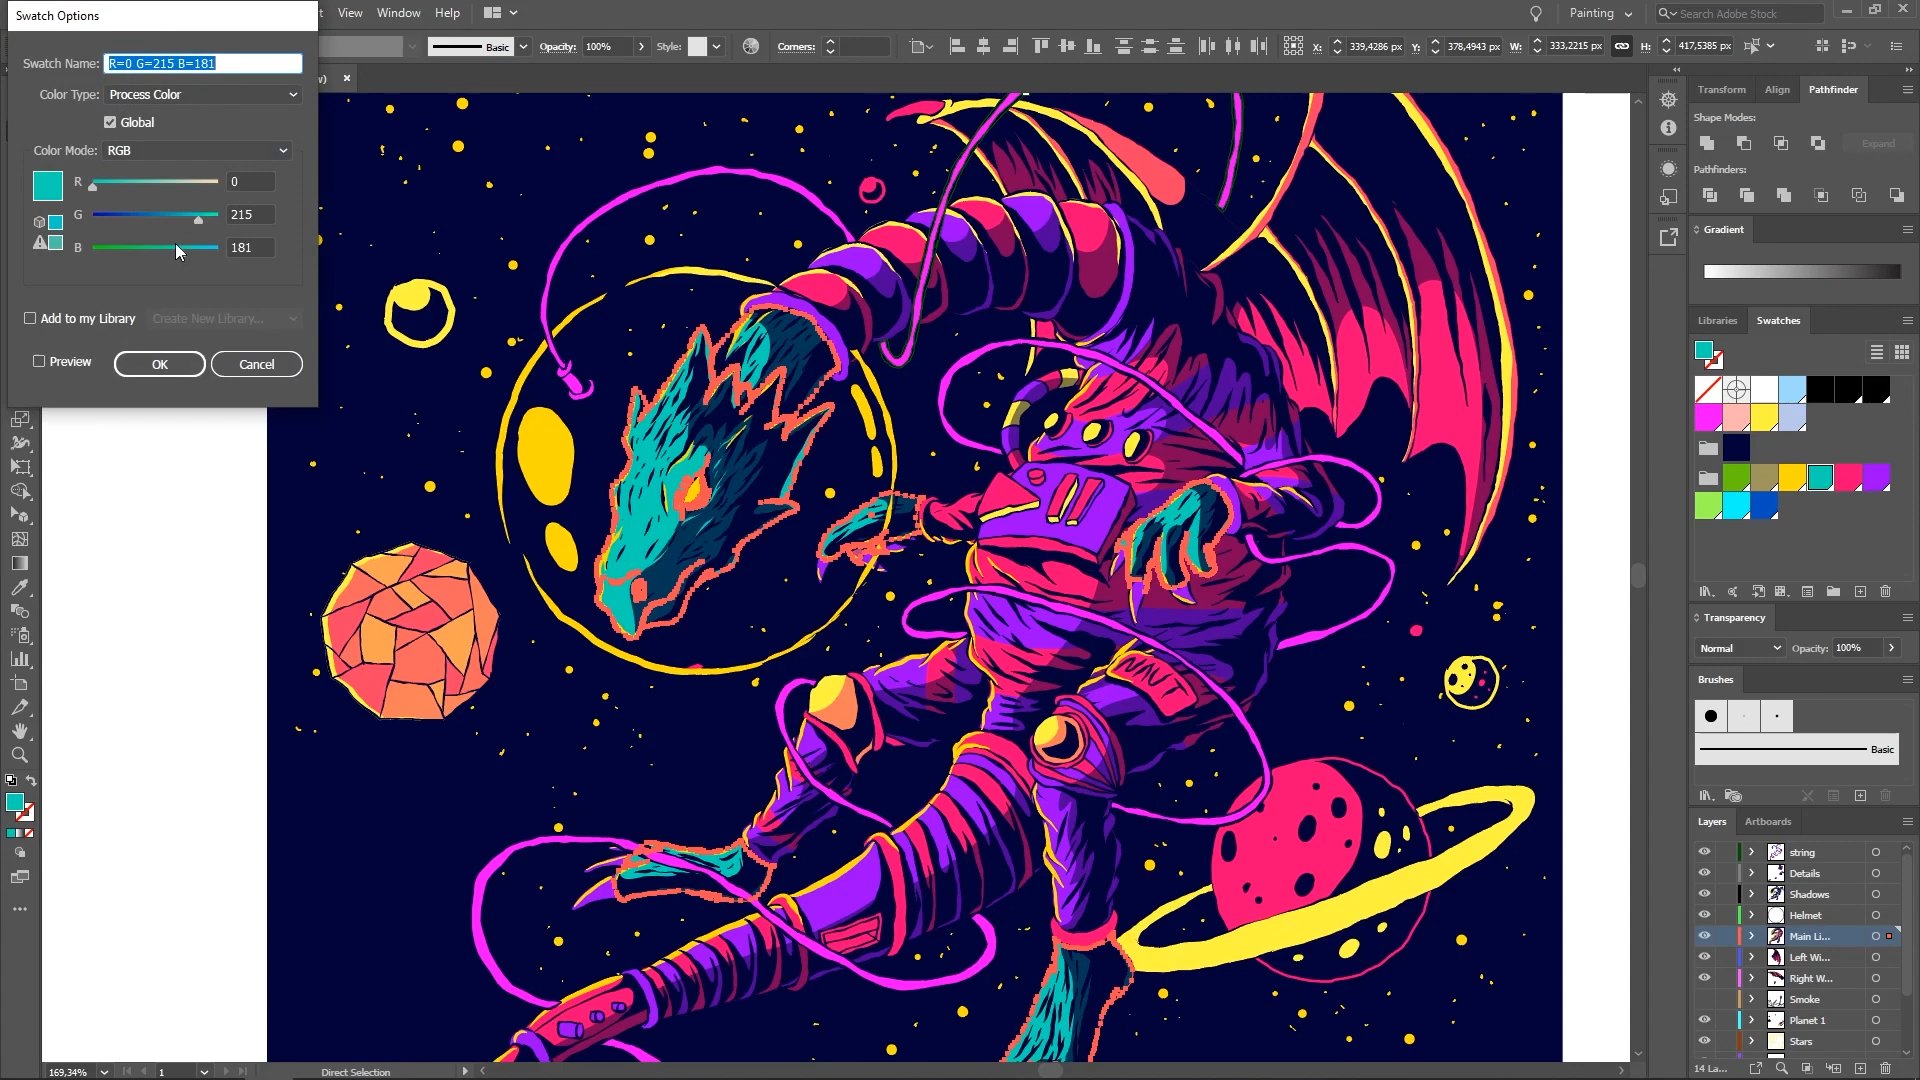 Swatch Options
t View Window Help
Painting
Search Adobe Stock
Basic Opacity: 100% Style: Corners: X: 339,4286 px Y: 378,4943 px W: 333,2215 px H: 417,5385 px
Swatch Name: R=0 G=215 B=181
Color Type: Process Color
Global
Color Mode: RGB
R 0
G 215
B 181
Add to my Library Create New Library...
Preview OK Cancel
w) ×
Transform Align Pathfinder
Shape Modes:
Expand
Pathfinders:
Gradient
Libraries Swatches
Transparency
Normal Opacity: 100%
Brushes
Basic
Layers Artboards
string
Details
Shadows
Helmet
Main Li...
Left Wi...
Right W...
Smoke
Planet 1
Stars
14 La...
169,34% 1 Direct Selection